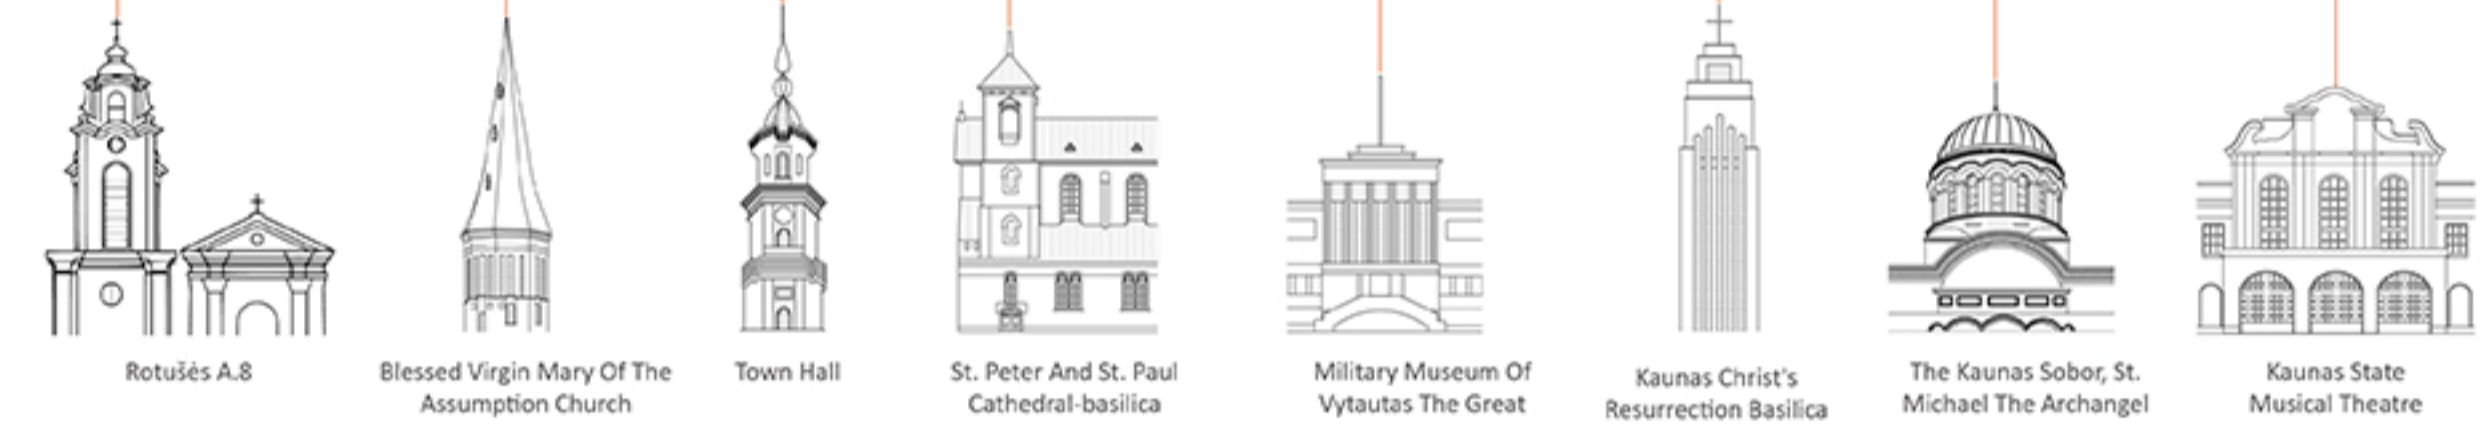 Rotušės A.8
Blessed Virgin Mary Of The
Assumption Church
Town Hall
St. Peter And St. Paul
Cathedral-basilica
Military Museum Of
Vytautas The Great
Kaunas Christ's
Resurrection Basilica
The Kaunas Sobor, St.
Michael The Archangel
Kaunas State
Musical Theatre